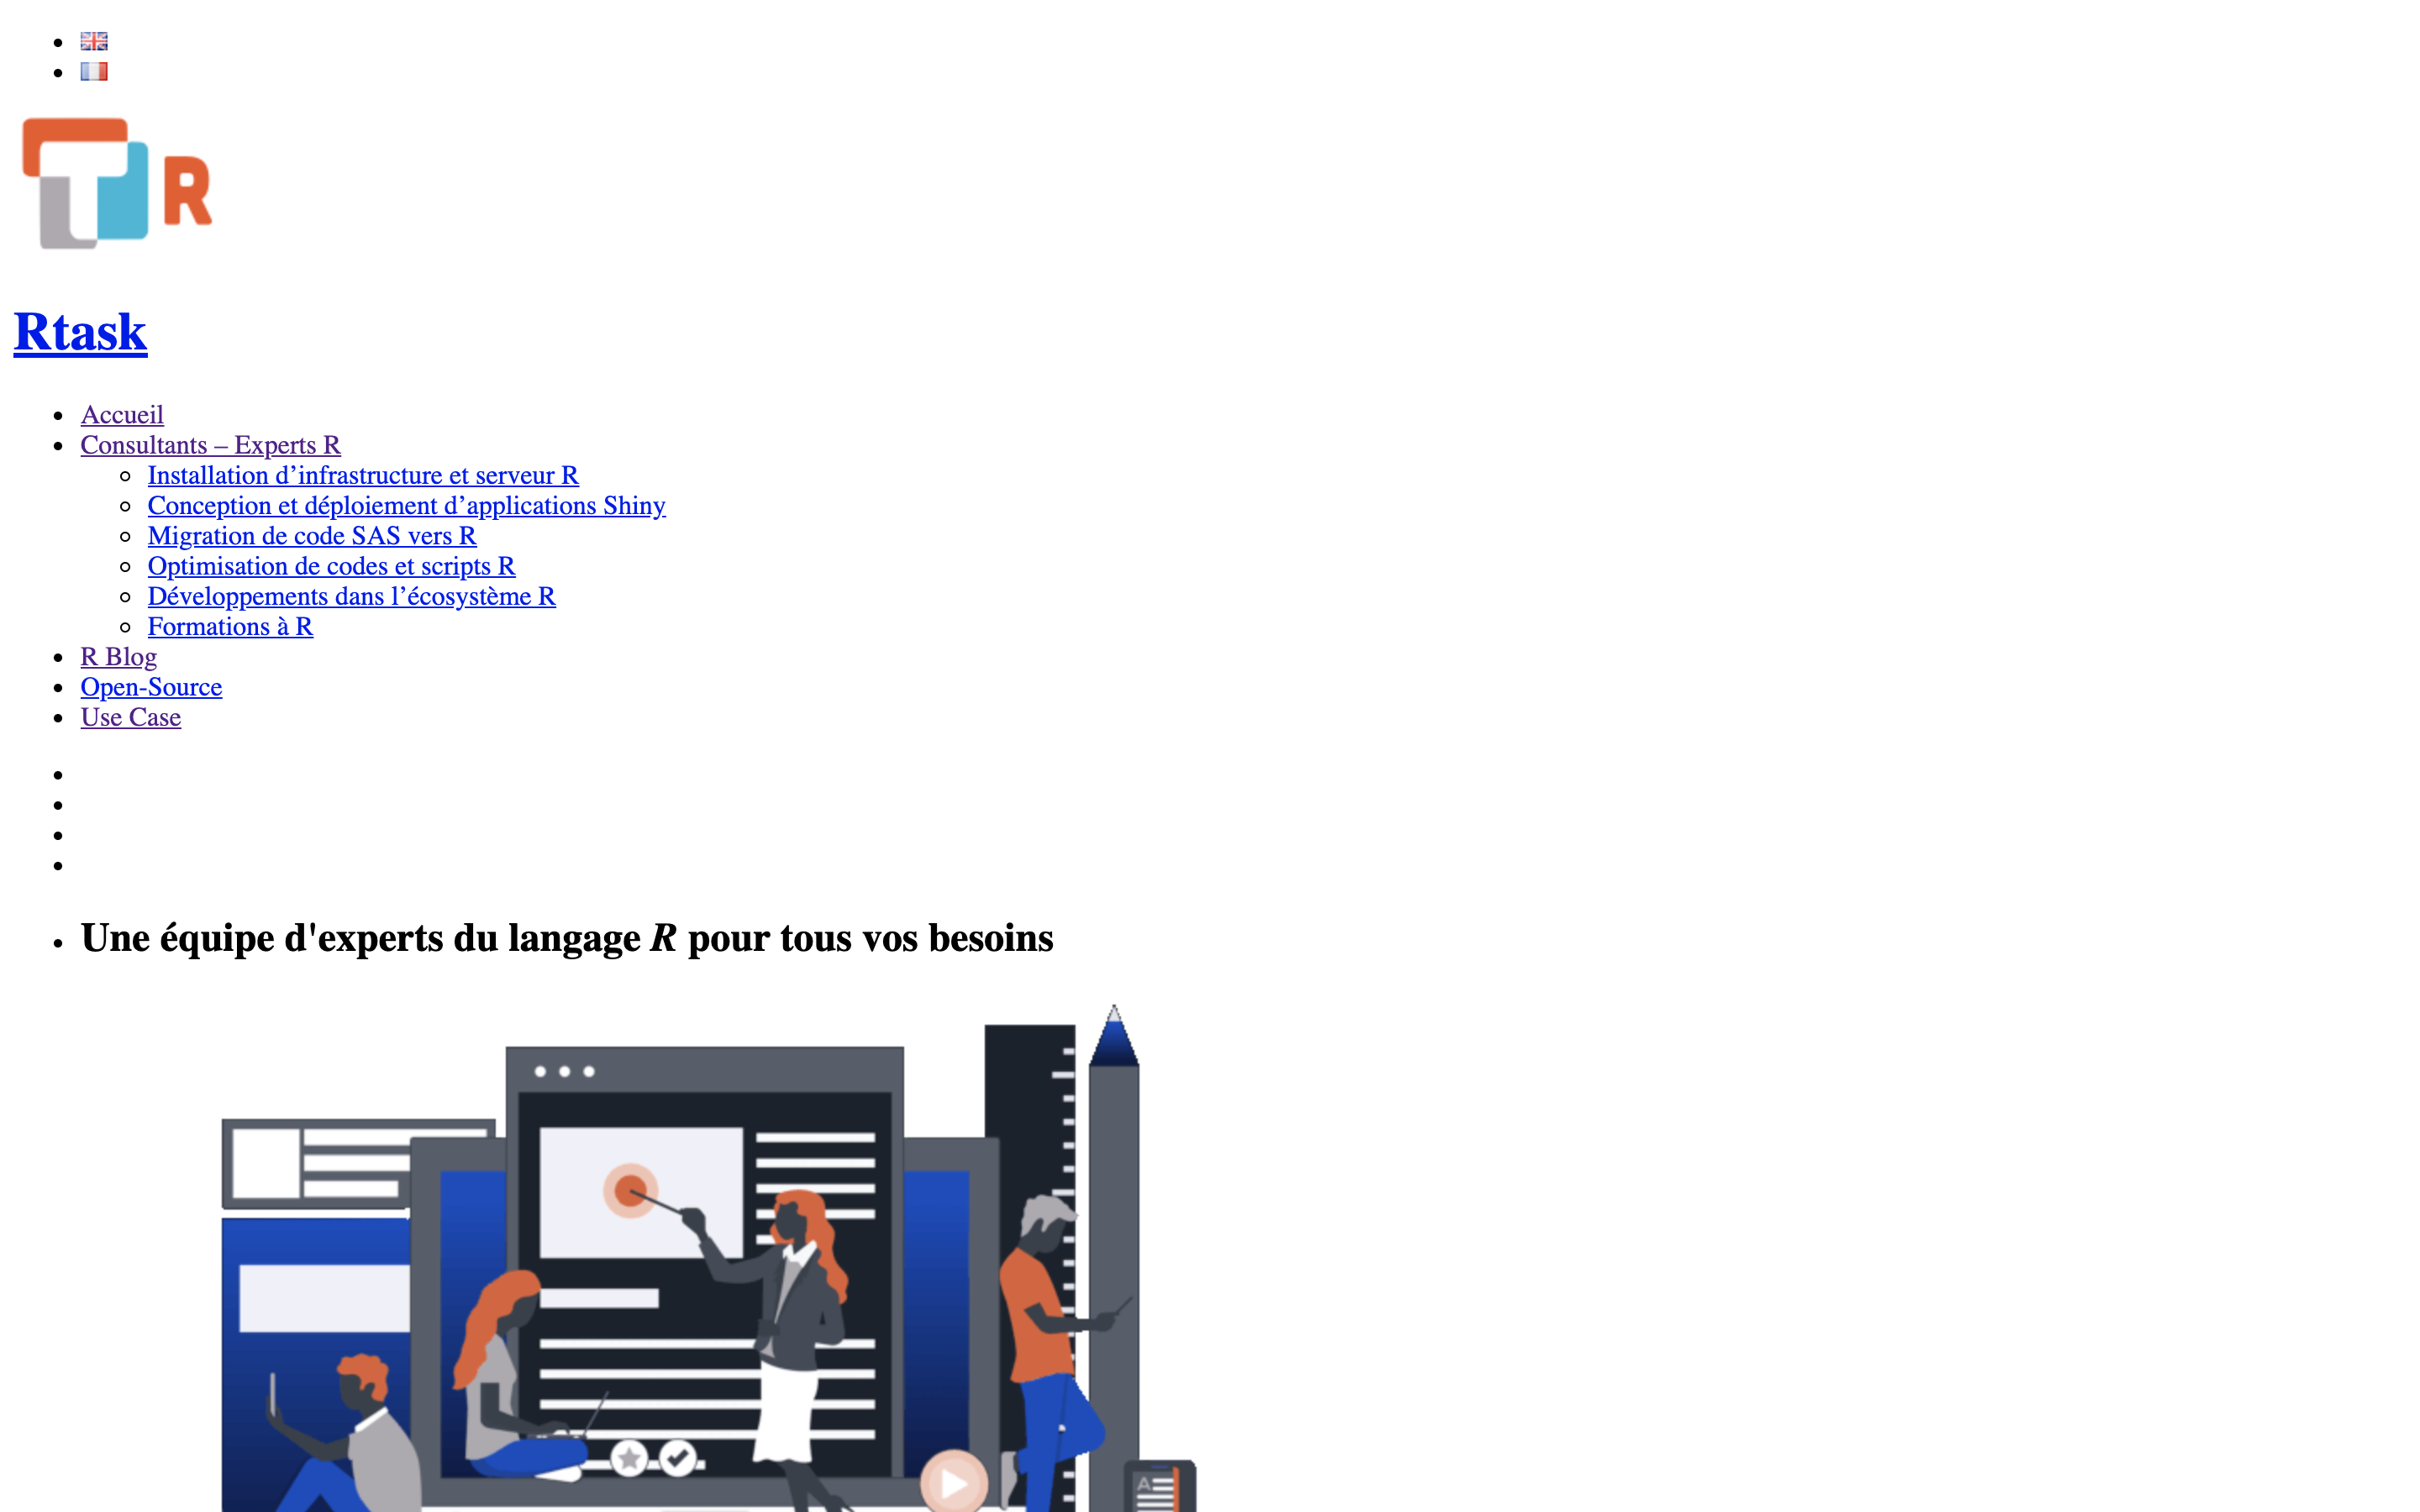 TR
Rtask
Accueil
Consultants – Experts R
Installation d’infrastructure et serveur R
Conception et déploiement d’applications Shiny
Migration de code SAS vers R
Optimisation de codes et scripts R
Développements dans l’écosystème R
Formations à R
R Blog
Open-Source
Use Case
Une équipe d'experts du langage R pour tous vos besoins
A